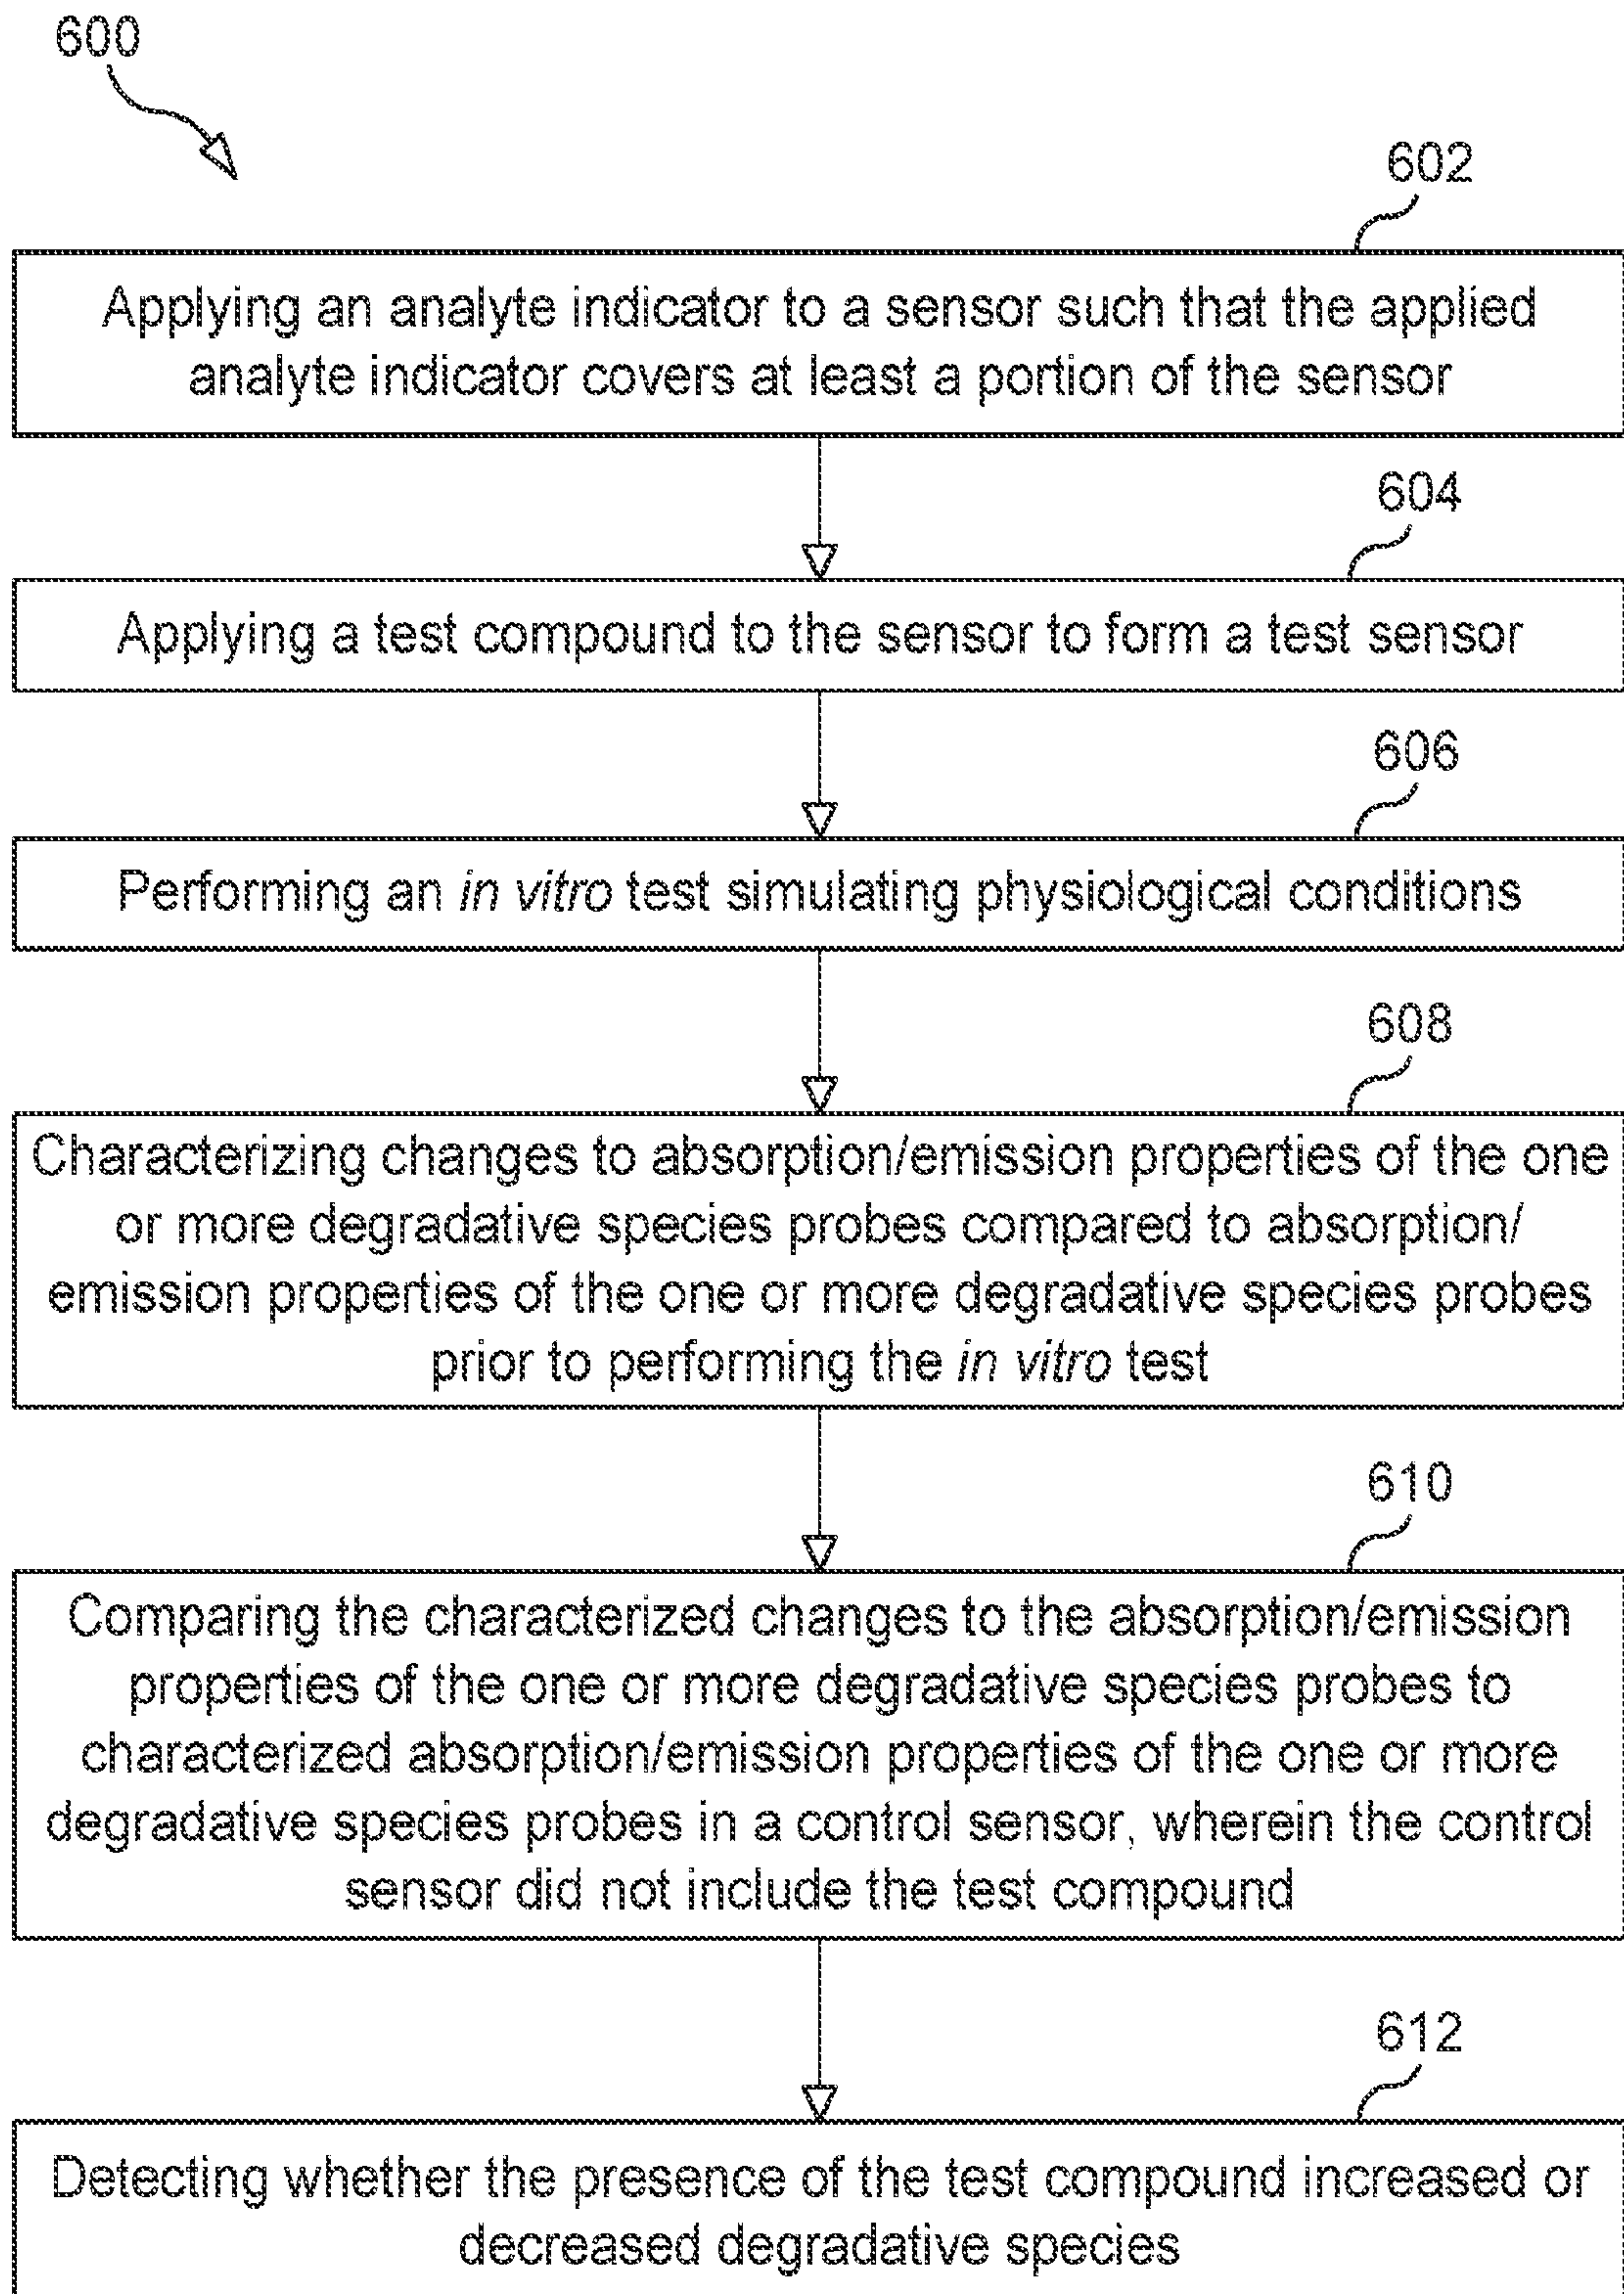 600
602
Applying an analyte indicator to a sensor such that the applied
analyte indicator covers at least a portion of the sensor
604
Applying a test compound to the sensor to form a test sensor
606
Performing an in vitro test simulating physiological conditions
608
Characterizing changes to absorption/emission properties of the one
or more degradative species probes compared to absorption/
emission properties of the one or more degradative species probes
prior to performing the in vitro test
610
Comparing the characterized changes to the absorption/emission
properties of the one or more degradative species probes to
characterized absorption/emission properties of the one or more
degradative species probes in a control sensor, wherein the control
sensor did not include the test compound
612
Detecting whether the presence of the test compound increased or
decreased degradative species